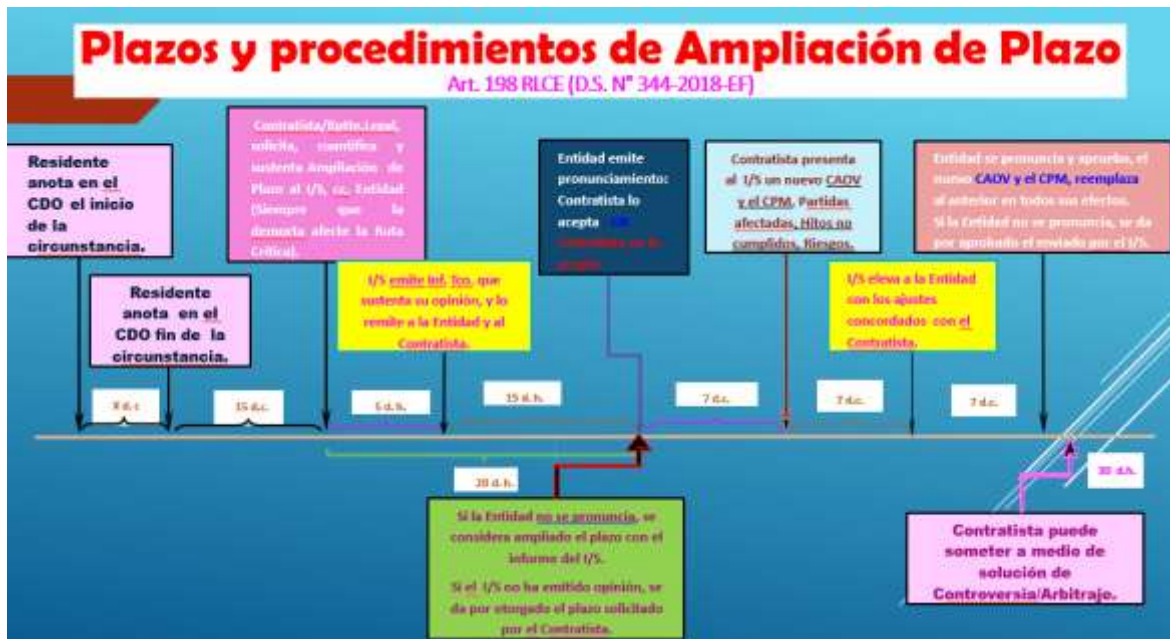 Plazos y procedimientos de Ampliación de Plazo
Art. 198 RLCE (D.S. N° 344-2018-EF)
Residente
anota en el
CDO el inicio
de la
circunstancia.
Residente
anota en el
CDO fin de la
circunstancia.
Contratista/Rptte.Legal,
solicita, cuantifica y
sustenta Ampliación de
Plazo al I/S, cc, Entidad
(Siempre que la
demora afecte la Ruta
Crítica).
I/S emite Inf. Tco. que
sustenta su opinión, y lo
remite a la Entidad y al
Contratista.
Entidad emite
pronunciamiento:
Contratista lo
acepta
Contratista presenta
al I/S un nuevo CAOV
y el CPM, Partidas
afectadas, Hitos no
cumplidos, Riesgos.
I/S eleva a la Entidad
con los ajustes
concordados con el
Contratista.
Entidad se pronuncia y aprueba, el
nuevo CAOV y el CPM, reemplaza
al anterior en todos sus efectos.
Si la Entidad no se pronuncia, se da
por aprobado el enviado por el I/S.
X d. c
15 d.c.
5 d. h.
15 d. h.
7 d.c.
7 d.c.
7 d.c.
20 d. h.
30 d.h.
Si la Entidad no se pronuncia, se
considera ampliado el plazo con el
informe del I/S.
Si el I/S no ha emitido opinión, se
da por otorgado el plazo solicitado
por el Contratista.
Contratista puede
someter a medio de
solución de
Controversia/Arbitraje.